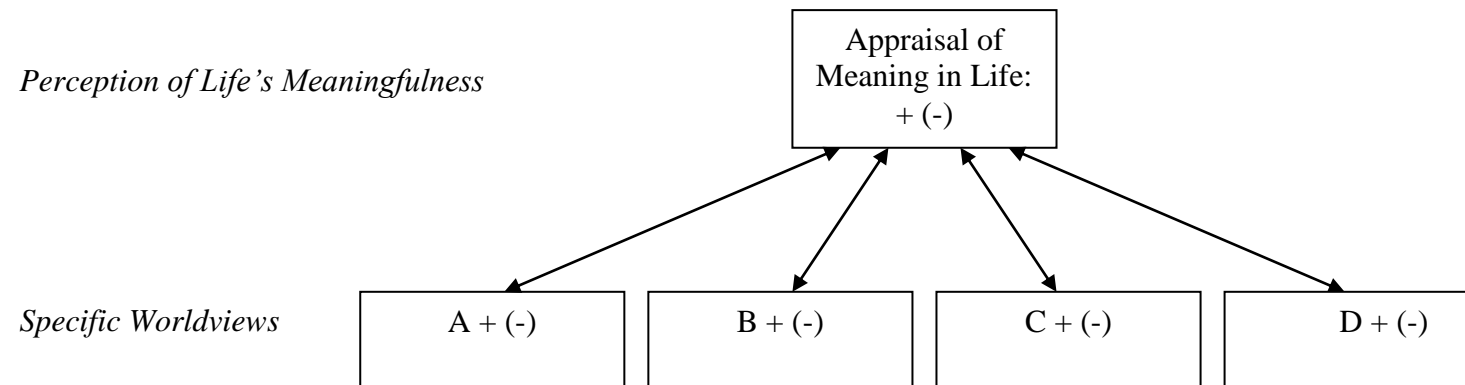 Appraisal of
Perception of Life's Meaningfulness
Meaning in Life:
+ (-)
Specific Worldviews
A + (-)
B + (-)
C + (-)
D + (-)